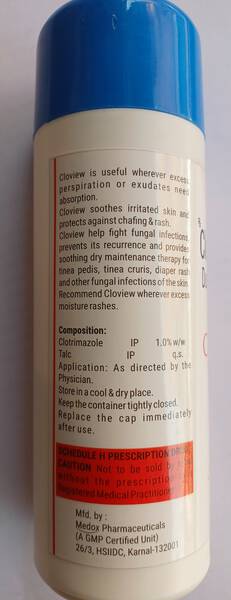 Cloview is useful wherever excess
perspiration or exudates need
absorption.
Cloview soothes irritated skin and
protects against chafing & rash.
Cloview help fight fungal infections,
prevents its recurrence and provides
soothing dry maintenance therapy for
tinea pedis, tinea cruris, diaper rash
and other fungal infections of the skin.
Recommend Cloview wherever excess
moisture rashes.
Composition:
Clotrimazole IP 1.0% w/w
Talc IP q.s.
Application: As directed by the
Physician.
Store in a cool & dry place.
Keep the container tightly closed.
Replace the cap immediately
after use.
SCHEDULE H PRESCRIPTION DRUG
CAUTION Not to be sold by
without the prescription
Registered Medical Practitioner
Mfd. by :
Medox Pharmaceuticals
(A GMP Certified Unit)
26/3, HSIIDC, Karnal-132001